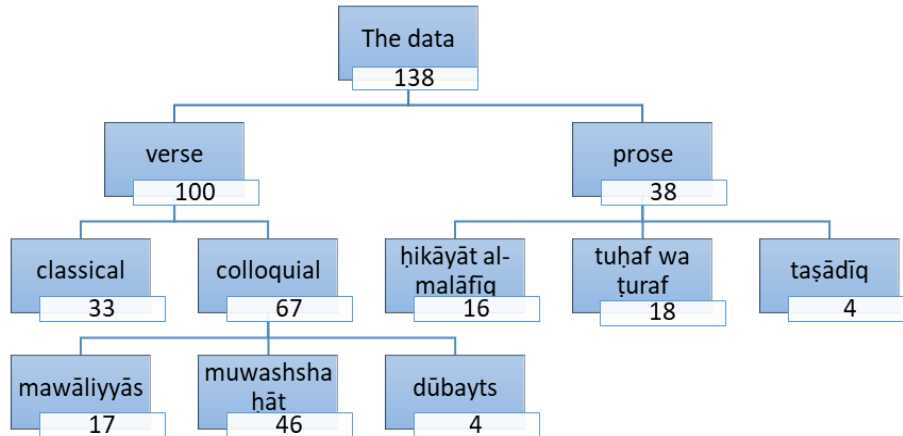 The data
138
verse
100
prose
38
classical
33
colloquial
67
ḥikāyāt al-
malāfīq
16
tuḥaf wa
ṭuraf
18
taṣādīq
4
mawāliyyās
17
muwashsha
ḥāt
46
dūbayts
4